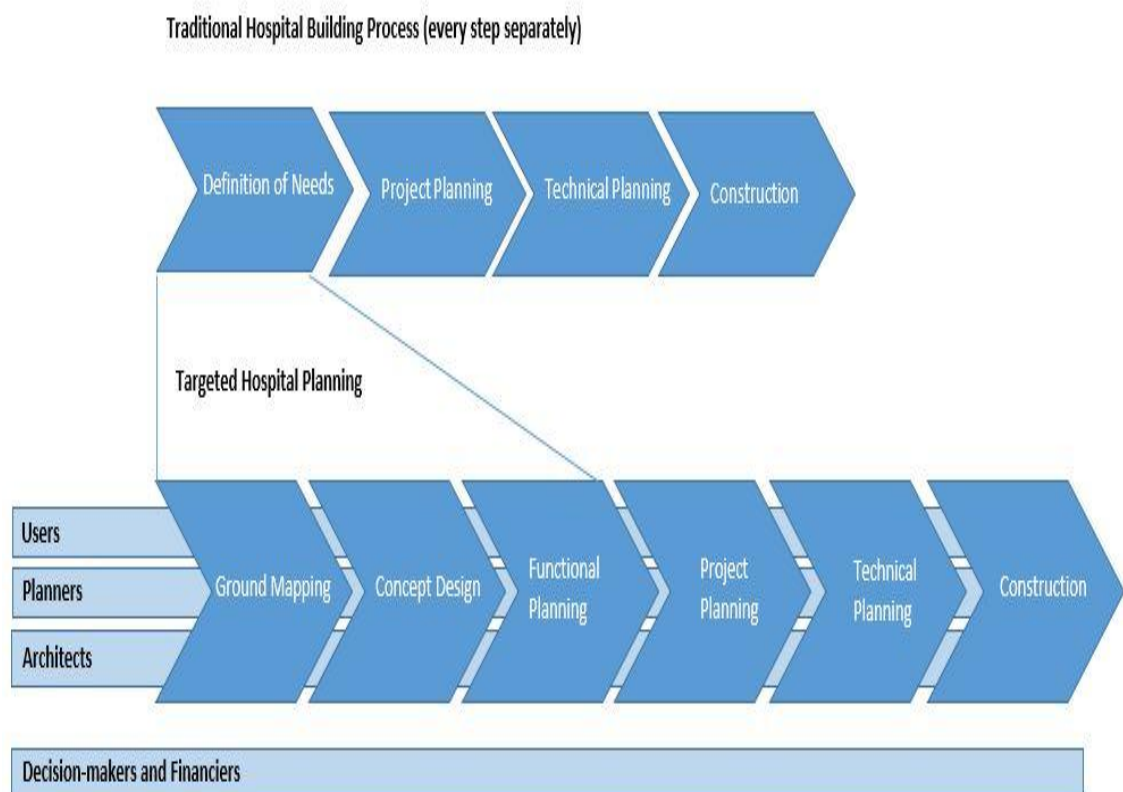 Traditional Hospital Building Process (every step separately)
Definition of Needs
Project Planning
Technical Planning
Construction
Targeted Hospital Planning
Users
Planners
Architects
Ground Mapping
Concept Design
Functional
Planning
Project
Planning
Technical
Planning
Construction
Decision-makers and Financiers